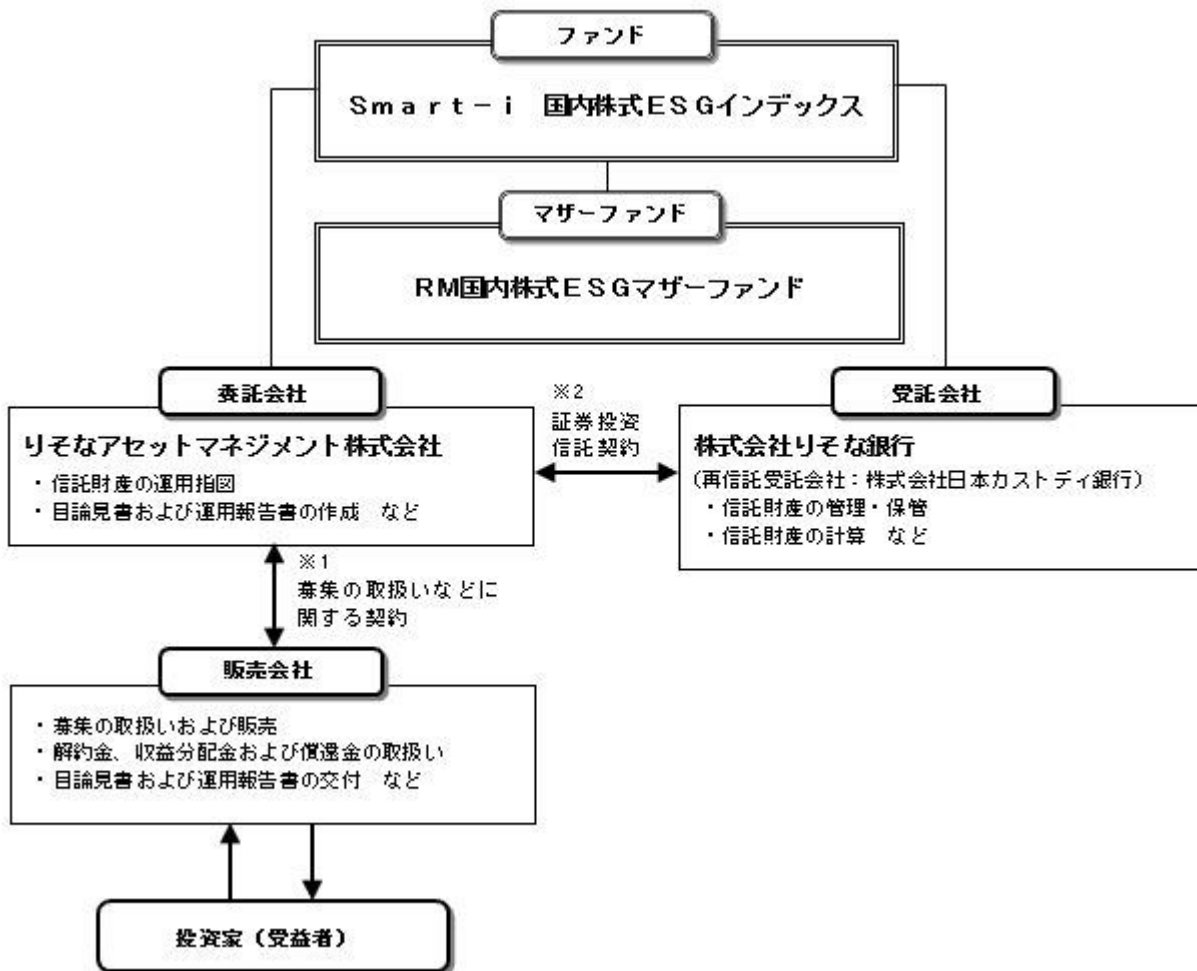 ファンド
Smart-i 国内株式ESGインデックス
マザーファンド
RM国内株式ESGマザーファンド
委託会社
りそなアセットマネジメント株式会社
・信託財産の運用指図
・目論見書および運用報告書の作成 など
※2
証券投資
信託契約
受託会社
株式会社りそな銀行
(再信託受託会社:株式会社日本カストディ銀行)
・信託財産の管理・保管
・信託財産の計算 など
※1
募集の取扱いなどに
関する契約
販売会社
・募集の取扱いおよび販売
・解約金、収益分配金および償還金の取扱い
・目論見書および運用報告書の交付 など
投資家(受益者)